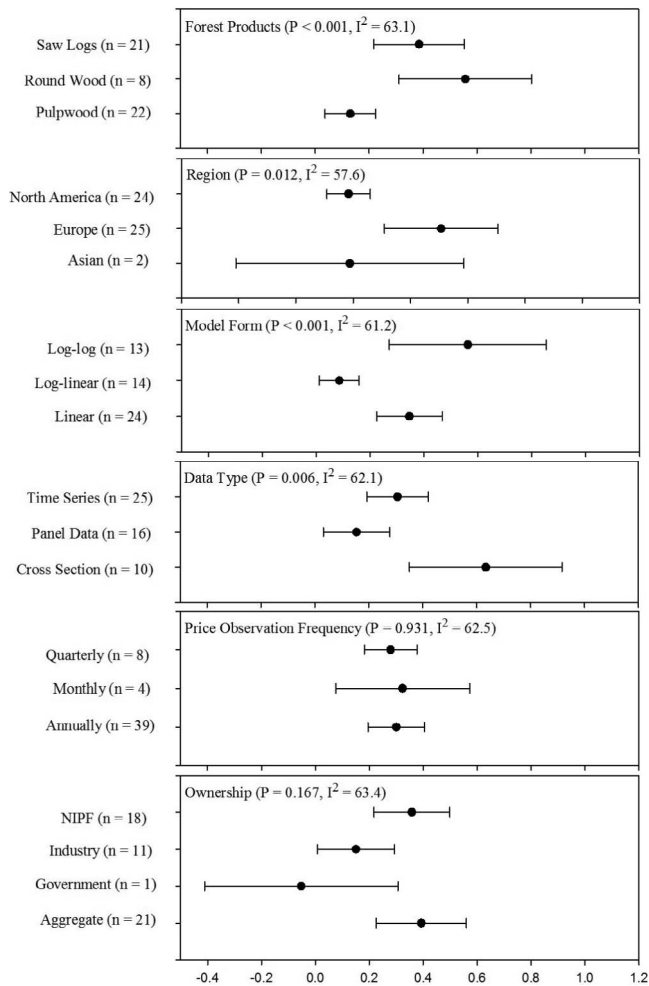 Forest Products (P < 0.001, I² = 63.1)
Saw Logs (n = 21)
Round Wood (n = 8)
Pulpwood (n = 22)
Region (P = 0.012, I² = 57.6)
North America (n = 24)
Europe (n = 25)
Asian (n = 2)
Model Form (P < 0.001, I² = 61.2)
Log-log (n = 13)
Log-linear (n = 14)
Linear (n = 24)
Data Type (P = 0.006, I² = 62.1)
Time Series (n = 25)
Panel Data (n = 16)
Cross Section (n = 10)
Price Observation Frequency (P = 0.931, I² = 62.5)
Quarterly (n = 8)
Monthly (n = 4)
Annually (n = 39)
Ownership (P = 0.167, I² = 63.4)
NIPF (n = 18)
Industry (n = 11)
Government (n = 1)
Aggregate (n = 21)
-0.4 0.0 0.2 0.4 0.6 0.8 1.0 1.2